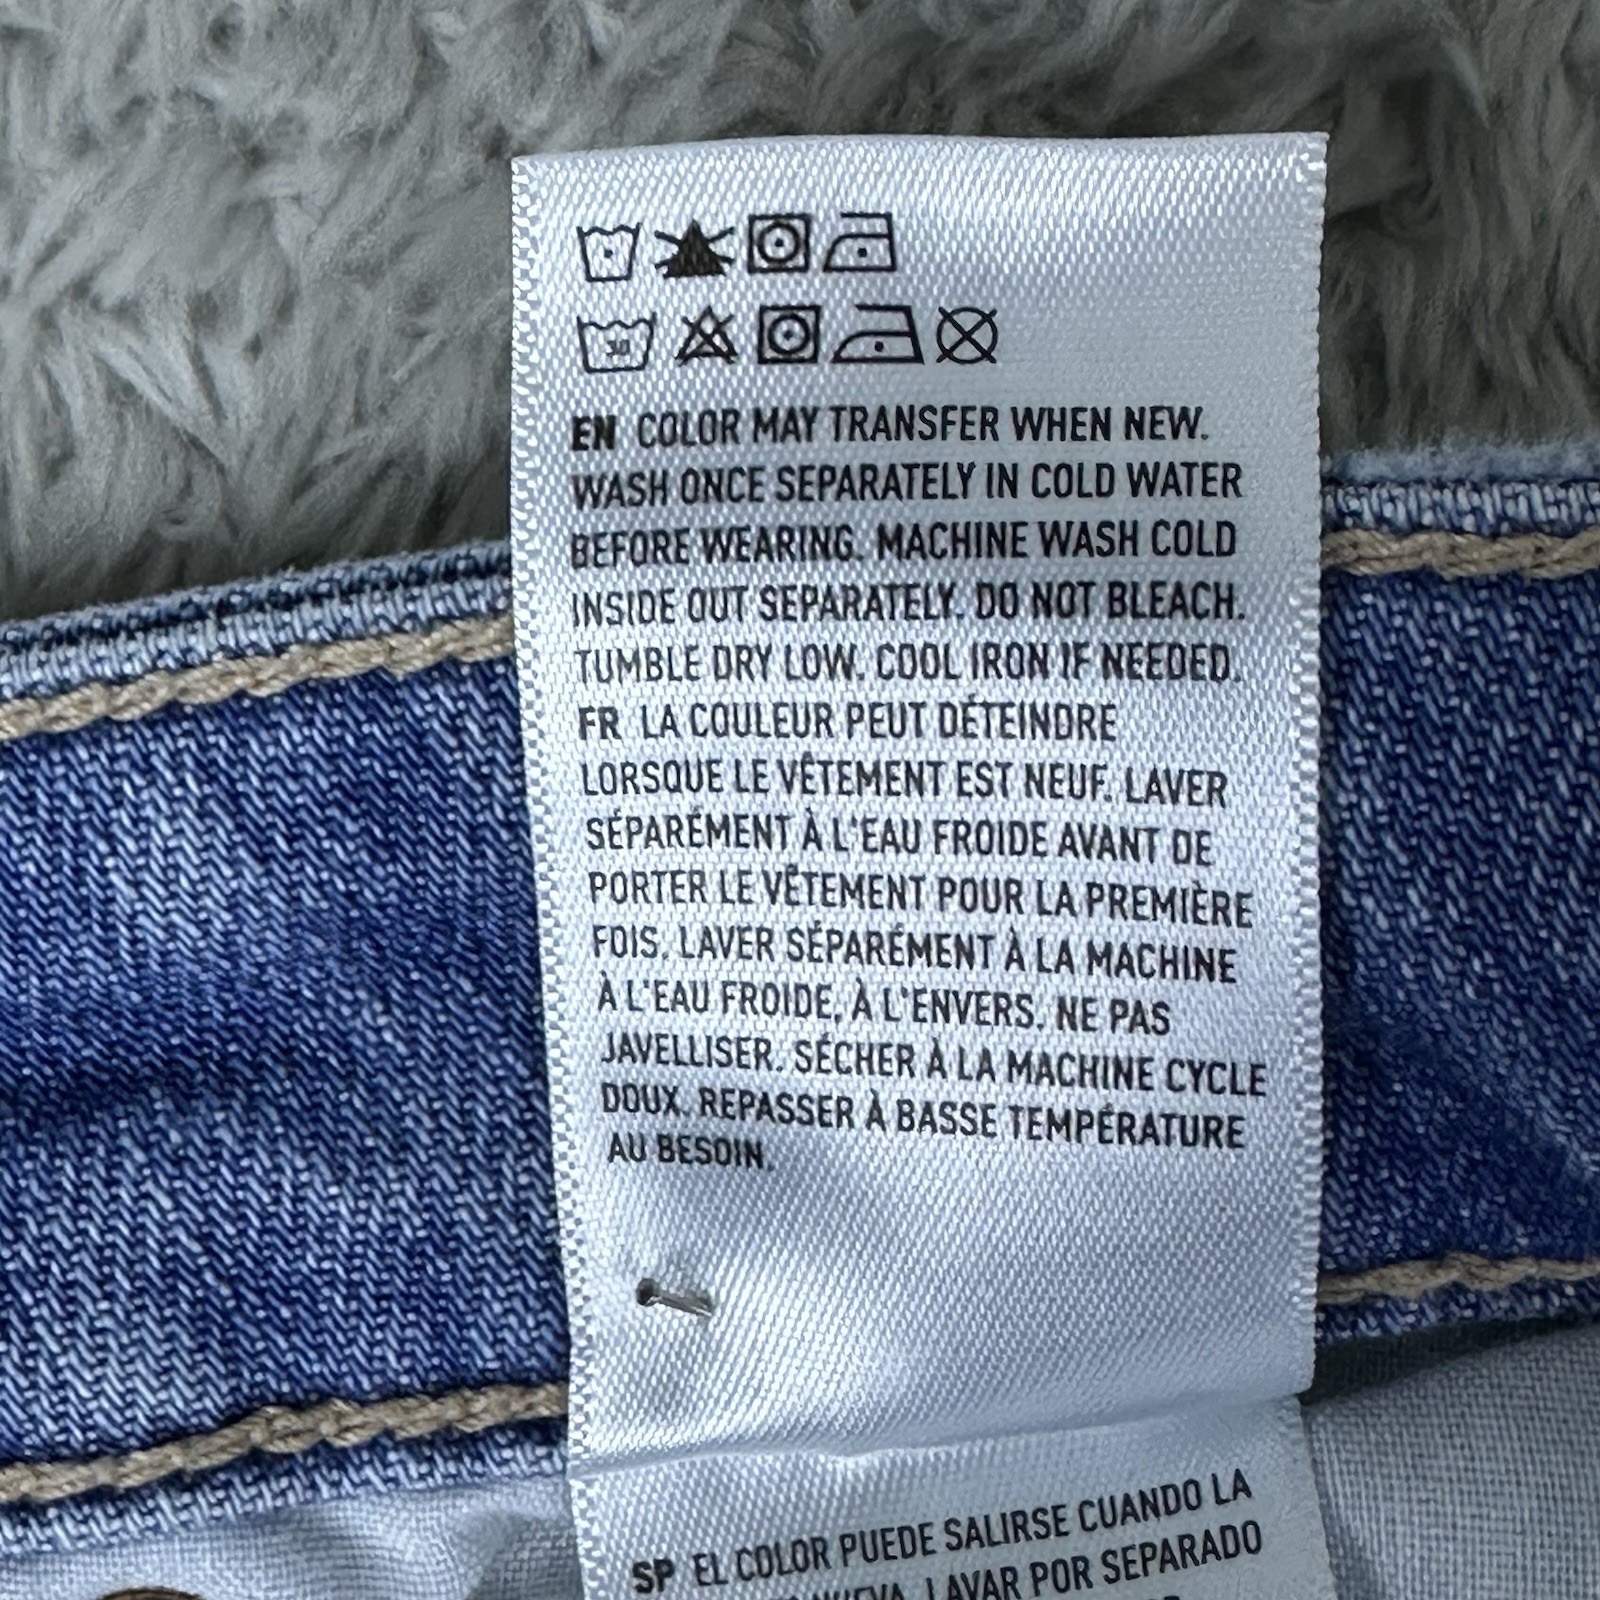 30
EN COLOR MAY TRANSFER WHEN NEW.
WASH ONCE SEPARATELY IN COLD WATER
BEFORE WEARING. MACHINE WASH COLD
INSIDE OUT SEPARATELY. DO NOT BLEACH.
TUMBLE DRY LOW. COOL IRON IF NEEDED.
FR LA COULEUR PEUT DÉTEINDRE
LORSQUE LE VÊTEMENT EST NEUF. LAVER
SÉPARÉMENT À L'EAU FROIDE AVANT DE
PORTER LE VÊTEMENT POUR LA PREMIÈRE
FOIS. LAVER SÉPARÉMENT À LA MACHINE
À L'EAU FROIDE, À L'ENVERS. NE PAS
JAVELLISER. SÉCHER À LA MACHINE CYCLE
DOUX. REPASSER À BASSE TEMPÉRATURE
AU BESOIN.
SP EL COLOR PUEDE SALIRSE CUANDO LA
NUEVA. LAVAR POR SEPARADO